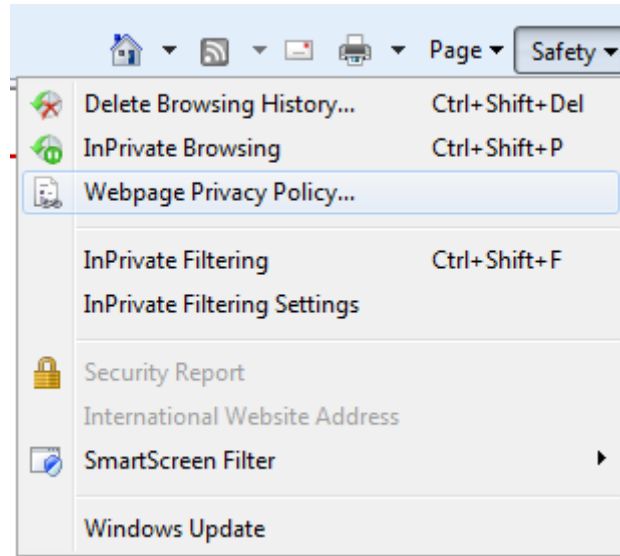 Page Safety
Delete Browsing History... Ctrl+Shift+Del
InPrivate Browsing Ctrl+Shift+P
Webpage Privacy Policy...
InPrivate Filtering Ctrl+Shift+F
InPrivate Filtering Settings
Security Report
International Website Address
SmartScreen Filter
Windows Update